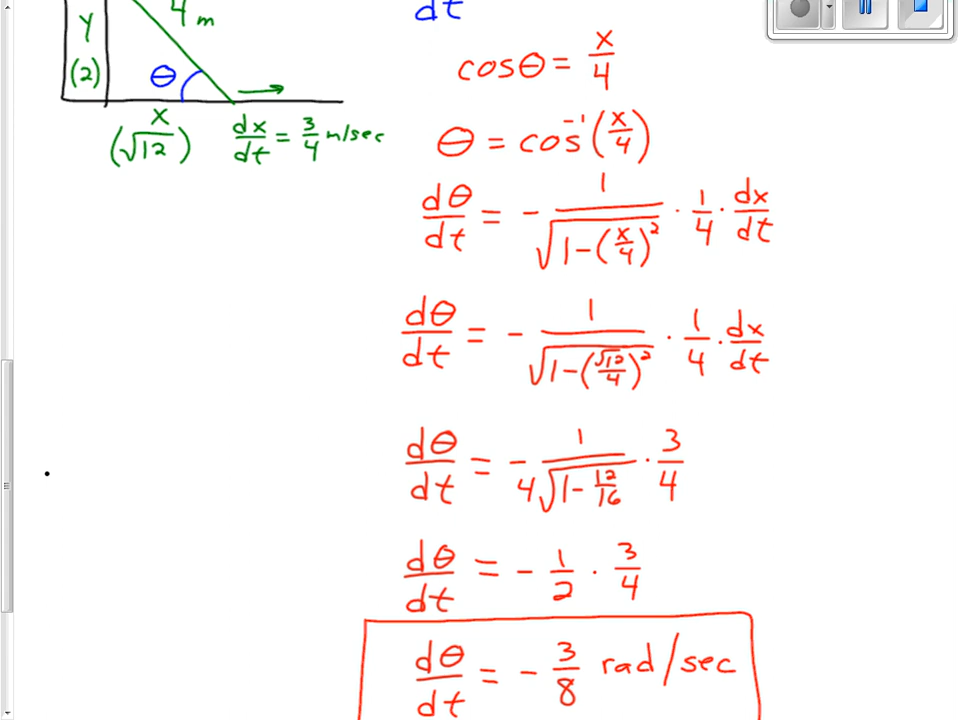 4 m
y
(2)
θ
x
(√12)
dx/dt = 3/4 m/sec
dt
cosθ = x/4
θ = cos⁻¹(x/4)
dθ/dt = - 1/√(1-(x/4)²) · 1/4 · dx/dt
dθ/dt = - 1/√(1-(√12/4)²) · 1/4 · dx/dt
dθ/dt = - 1/(4√(1-12/16)) · 3/4
dθ/dt = - 1/2 · 3/4
dθ/dt = - 3/8 rad/sec